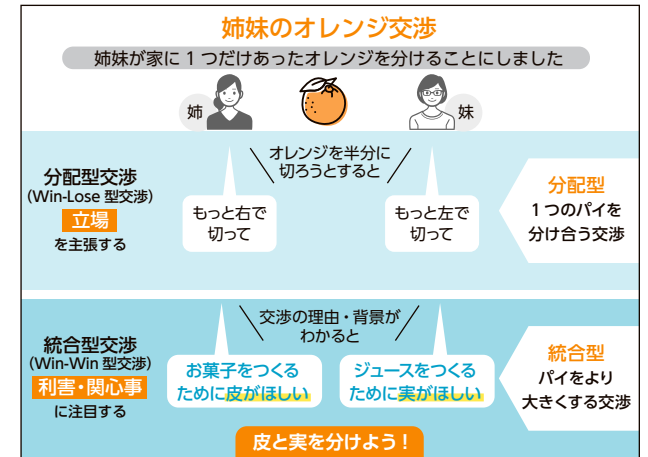 姉妹のオレンジ交渉
姉妹が家に1つだけあったオレンジを分けることにしました
姉
妹
分配型交渉
(Win-Lose 型交渉)
立場
を主張する
オレンジを半分に
切ろうとすると
もっと右で
切って
もっと左で
切って
分配型
1つのパイを
分け合う交渉
統合型交渉
(Win-Win 型交渉)
利害・関心事
に注目する
交渉の理由・背景が
わかると
お菓子をつくる
ために皮がほしい
ジュースをつくる
ために実がほしい
統合型
パイをより
大きくする交渉
皮と実を分けよう！